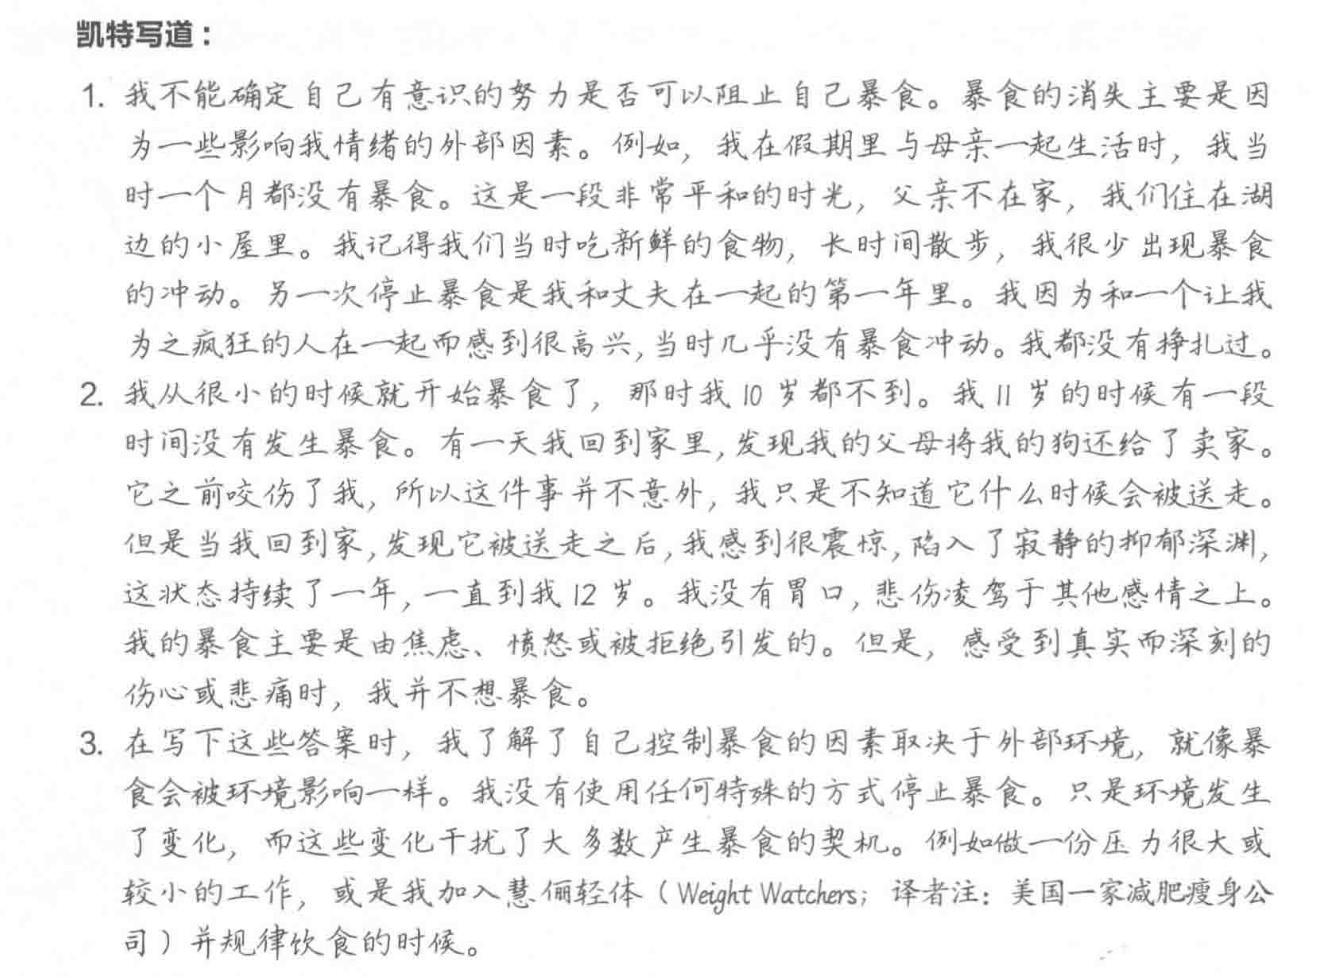 凯特写道：
1. 我不能确定自己有意识的努力是否可以阻止自己暴食。暴食的消失主要是因
为一些影响我情绪的外部因素。例如，我在假期里与母亲一起生活时，我当
时一个月都没有暴食。这是一段非常平和的时光，父亲不在家，我们住在湖
边的小屋里。我记得我们当时吃新鲜的食物，长时间散步，我很少出现暴食
的冲动。另一次停止暴食是我和丈夫在一起的第一年里。我因为和一个让我
为之疯狂的人在一起而感到很高兴，当时几乎没有暴食冲动。我都没有挣扎过。
2. 我从很小的时候就开始暴食了，那时我 10 岁都不到。我 11 岁的时候有一段
时间没有发生暴食。有一天我回到家里，发现我的父母将我的狗还给了卖家。
它之前咬伤了我，所以这件事并不意外，我只是不知道它什么时候会被送走。
但是当我回到家，发现它被送走之后，我感到很震惊，陷入了寂静的抑郁深渊，
这状态持续了一年，一直到我 12 岁。我没有胃口，悲伤凌驾于其他感情之上。
我的暴食主要是由焦虑、愤怒或被拒绝引发的。但是，感受到真实而深刻的
伤心或悲痛时，我并不想暴食。
3. 在写下这些答案时，我了解了自己控制暴食的因素取决于外部环境，就像暴
食会被环境影响一样。我没有使用任何特殊的方式停止暴食。只是环境发生
了变化，而这些变化干扰了大多数产生暴食的契机。例如做一份压力很大或
较小的工作，或是我加入慧俪轻体（Weight Watchers；译者注：美国一家减肥瘦身公
司）并规律饮食的时候。